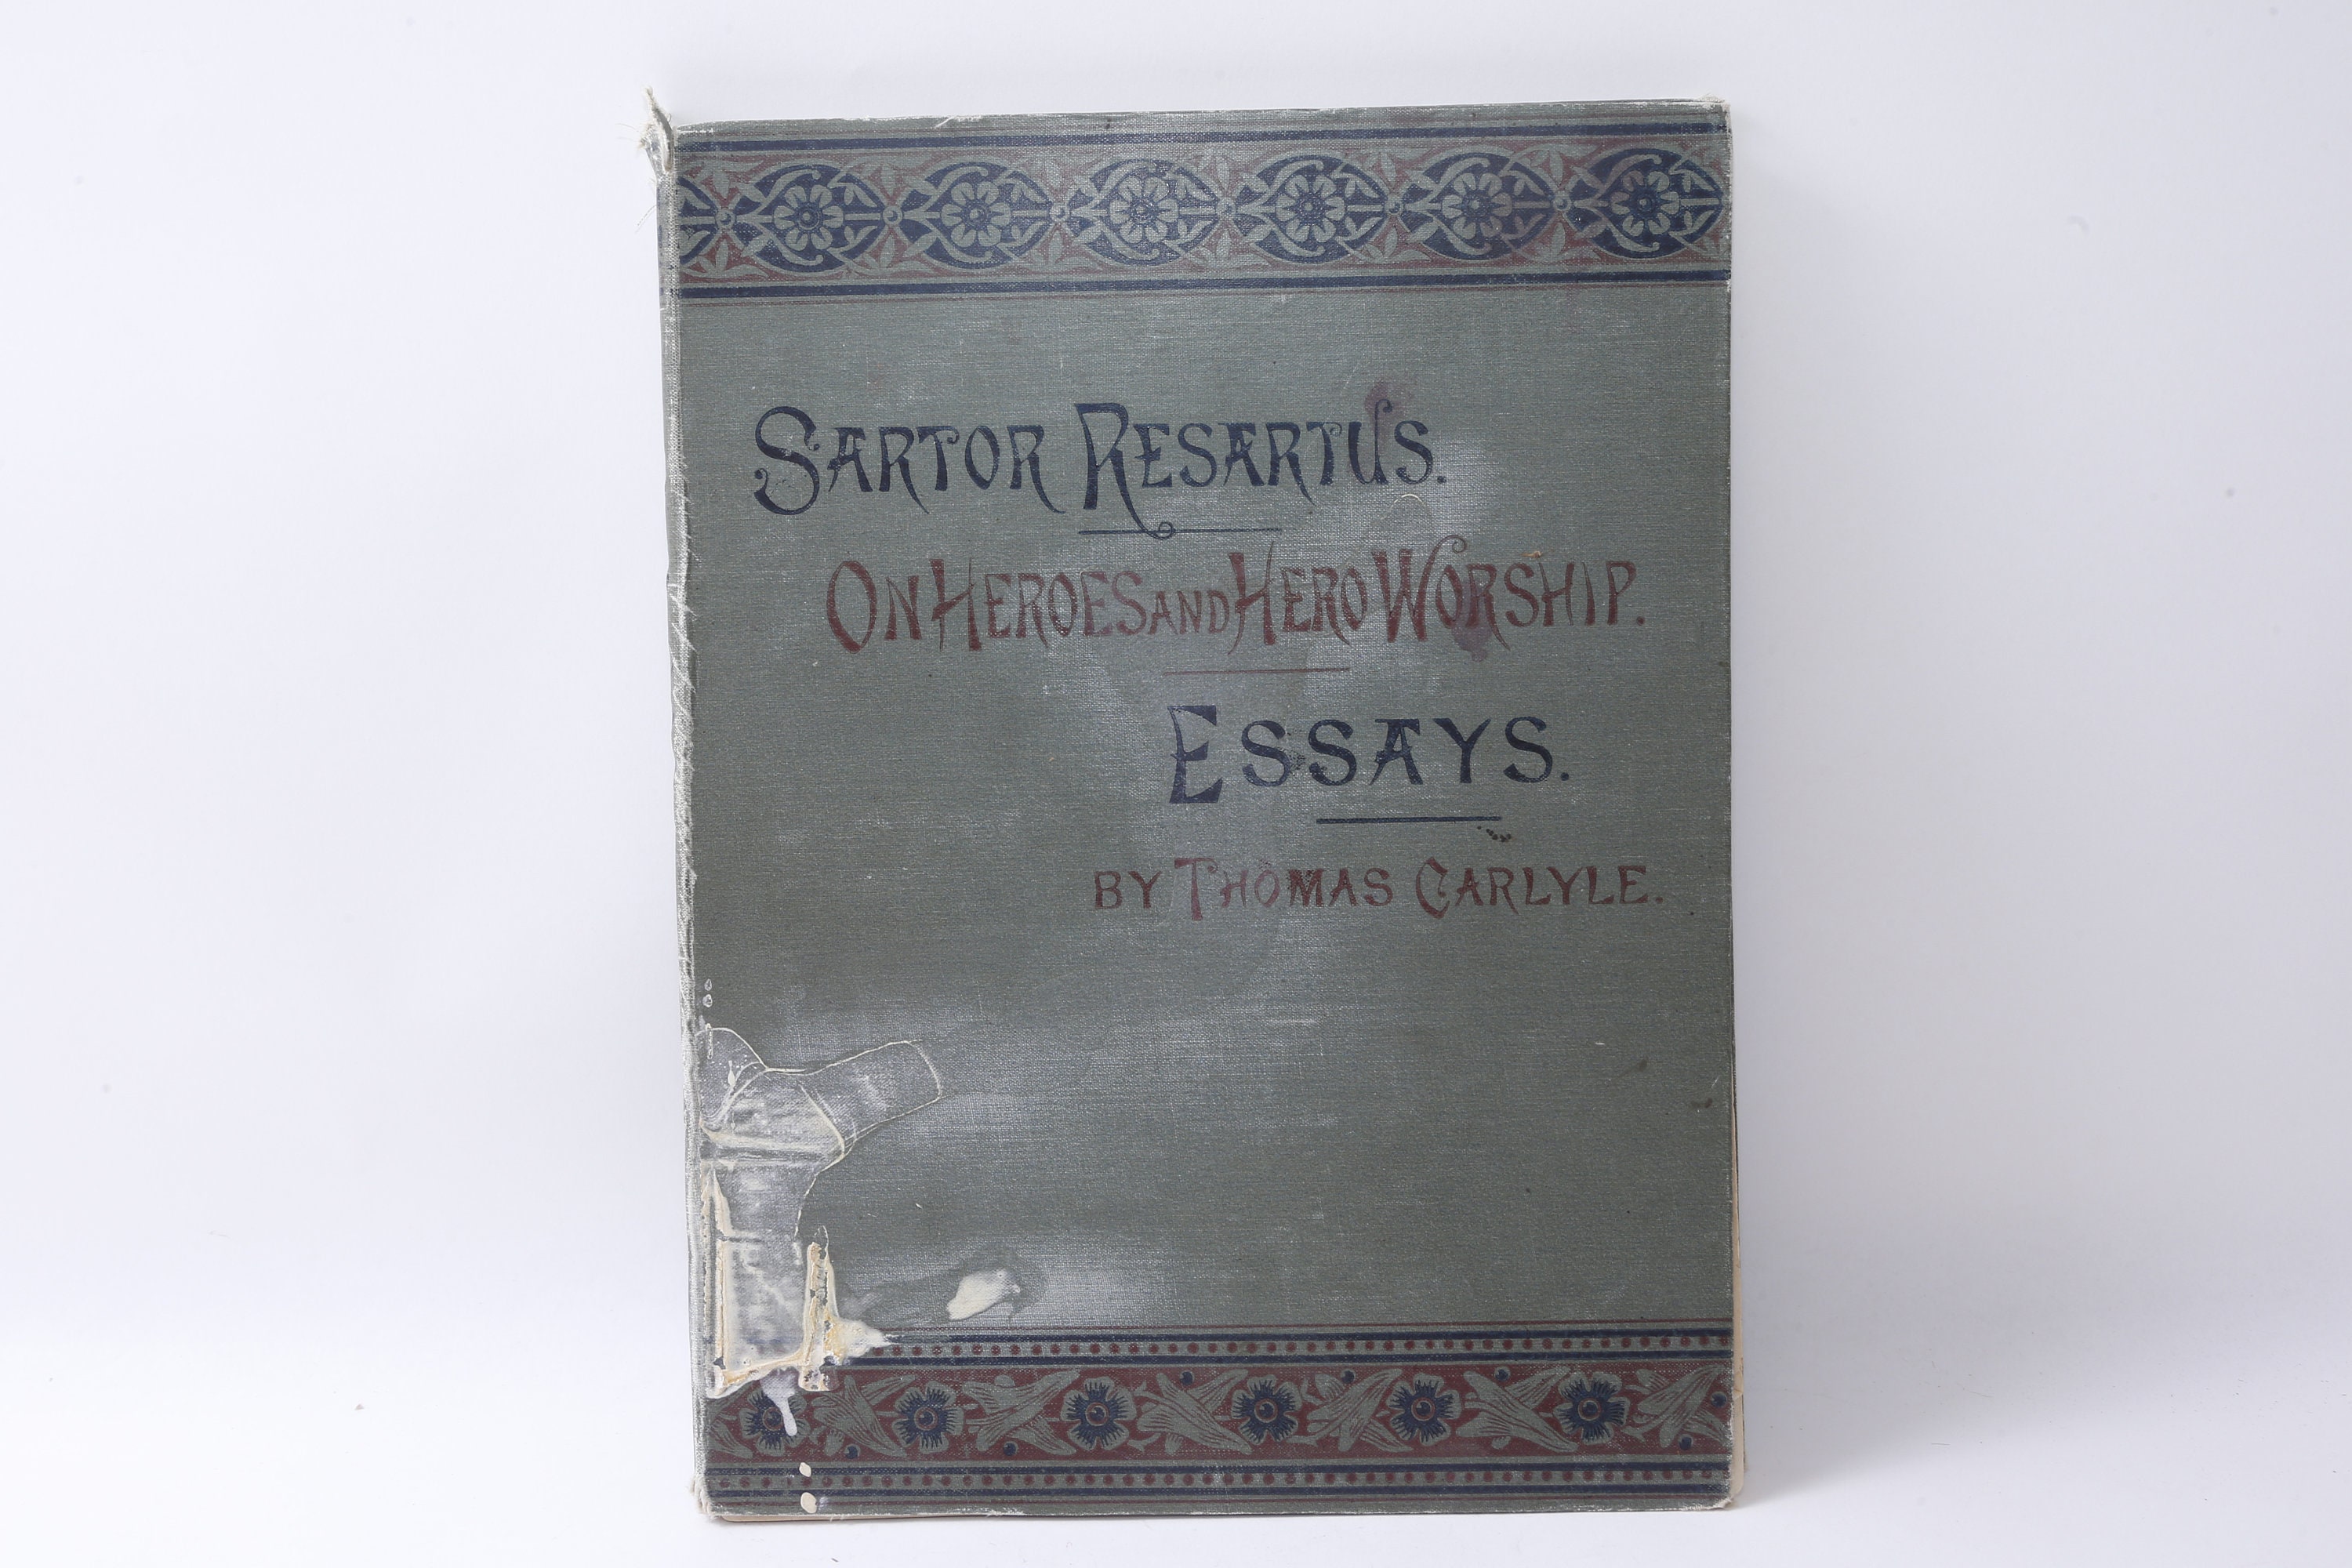 SARTOR RESARTUS.
ON HEROES AND HERO WORSHIP.
ESSAYS.
BY THOMAS CARLYLE.